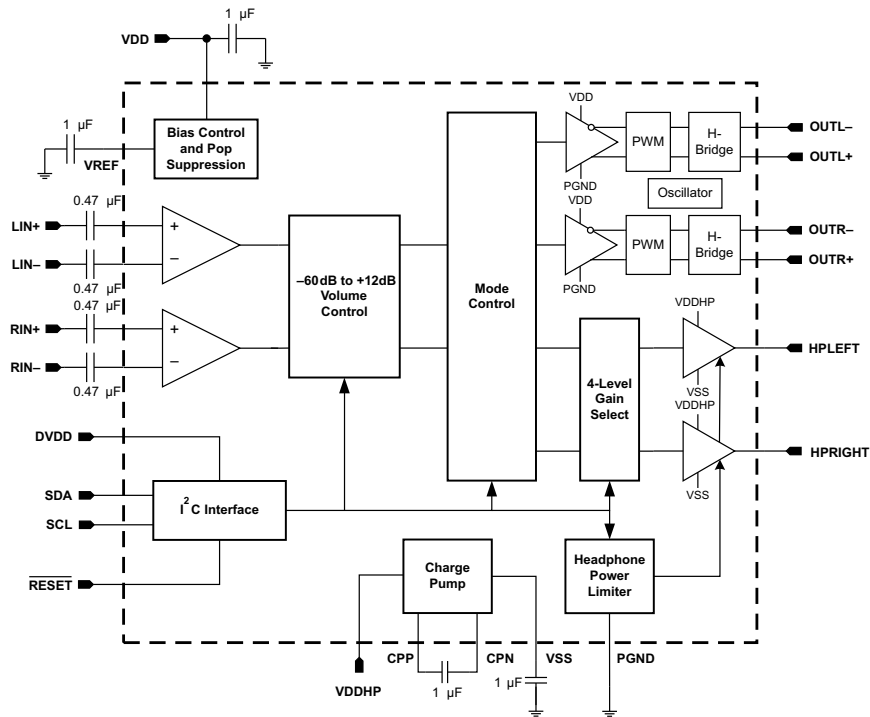 1 µF
VDD
1 µF
VREF
Bias Control
and Pop
Suppression
VDD
PWM
H-
Bridge
OUTL–
OUTL+
PGND
Oscillator
0.47 µF
LIN+
LIN–
0.47 µF
+
–
–60dB to +12dB
Volume
Control
Mode
Control
VDD
PWM
H-
Bridge
OUTR–
OUTR+
PGND
0.47 µF
RIN+
RIN–
0.47 µF
+
–
4-Level
Gain
Select
VDDHP
HPLEFT
VSS
VDDHP
HPRIGHT
VSS
DVDD
SDA
SCL
RESET
I²C Interface
Charge
Pump
Headphone
Power
Limiter
CPP
CPN
VSS
PGND
VDDHP
1 µF
1 µF